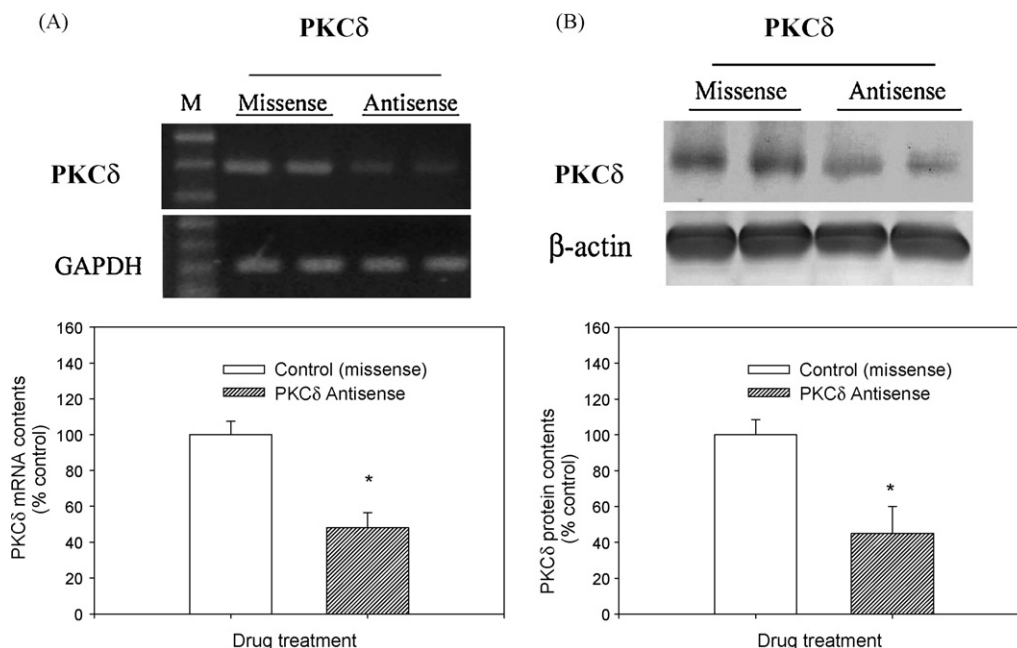 (A)
PKCδ
M Missense Antisense
PKCδ
GAPDH
160
140
120
100
80
60
40
20
0
PKCδ mRNA contents
(% control)
Control (missense)
PKCδ Antisense
*
Drug treatment
(B)
PKCδ
Missense Antisense
PKCδ
β-actin
160
140
120
100
80
60
40
20
0
PKCδ protein contents
(% control)
Control (missense)
PKCδ Antisense
*
Drug treatment